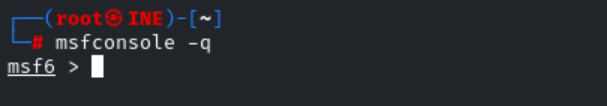 ┌──(root㉿INE)-[~]
└─# msfconsole -q
msf6 >